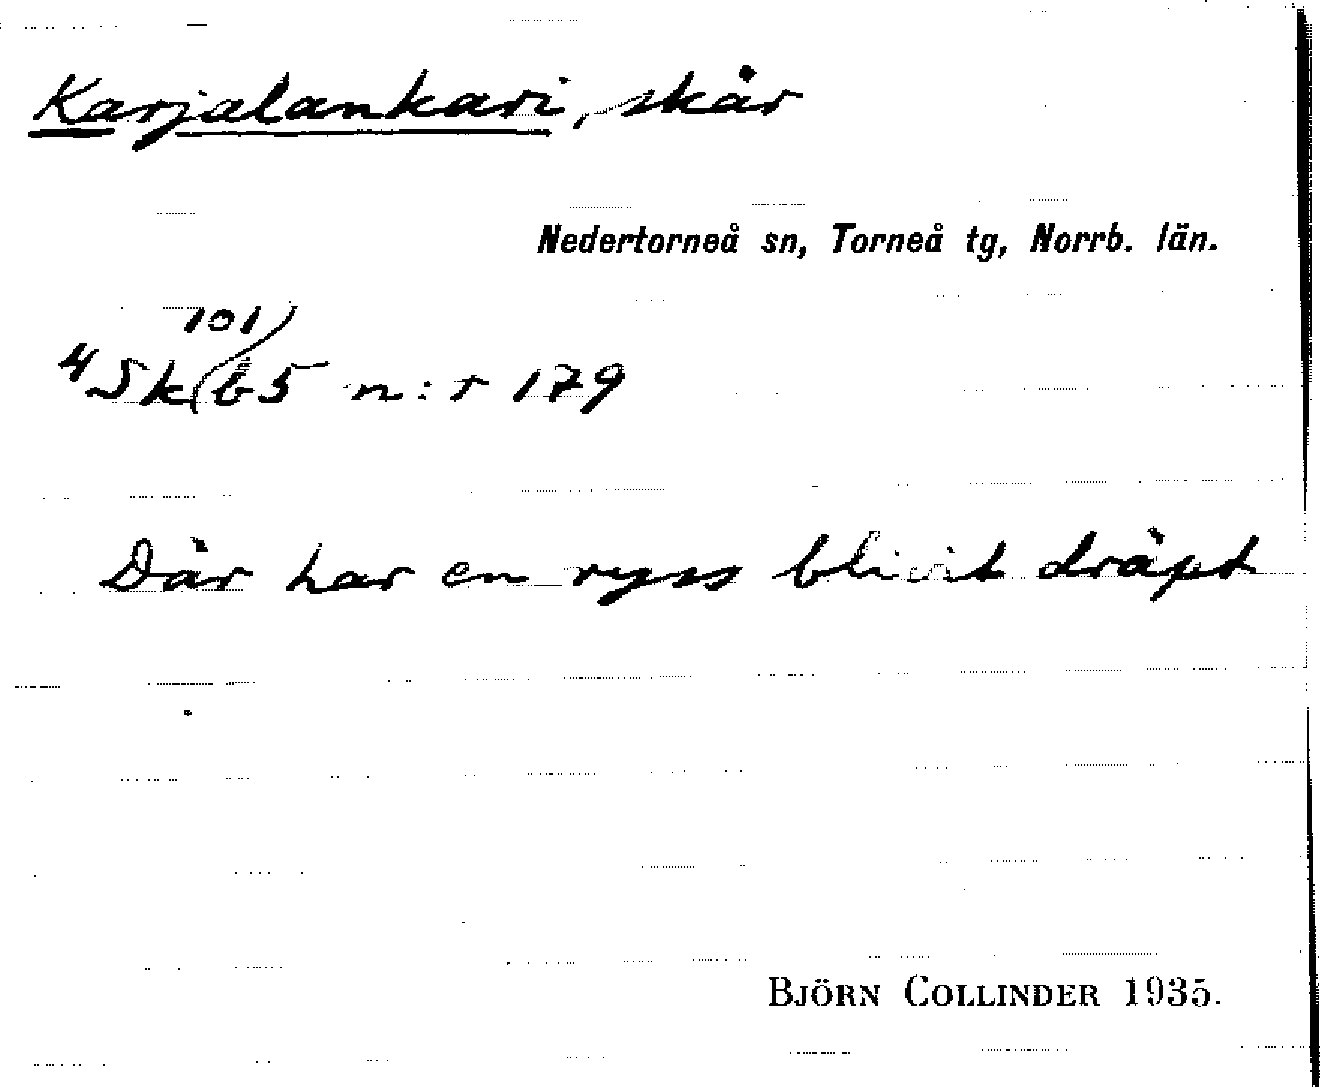 Karjalankari, skär
Nedertorneå sn, Torneå tg, Norrb. län.
101
4 Sk b5 n:r 179
Där har en ryss blivit dräpt
BJÖRN COLLINDER 1935.